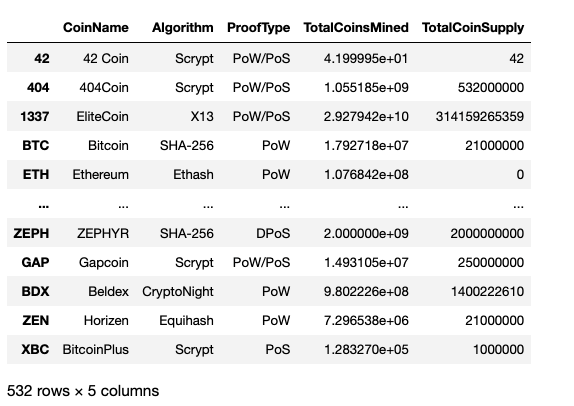 CoinName Algorithm ProofType TotalCoinsMined TotalCoinSupply
42 42 Coin Scrypt PoW/PoS 4.199995e+01 42
404 404Coin Scrypt PoW/PoS 1.055185e+09 532000000
1337 EliteCoin X13 PoW/PoS 2.927942e+10 314159265359
BTC Bitcoin SHA-256 PoW 1.792718e+07 21000000
ETH Ethereum Ethash PoW 1.076842e+08 0
... ... ... ... ... ...
ZEPH ZEPHYR SHA-256 DPoS 2.000000e+09 2000000000
GAP Gapcoin Scrypt PoW/PoS 1.493105e+07 250000000
BDX Beldex CryptoNight PoW 9.802226e+08 1400222610
ZEN Horizen Equihash PoW 7.296538e+06 21000000
XBC BitcoinPlus Scrypt PoS 1.283270e+05 1000000
532 rows × 5 columns